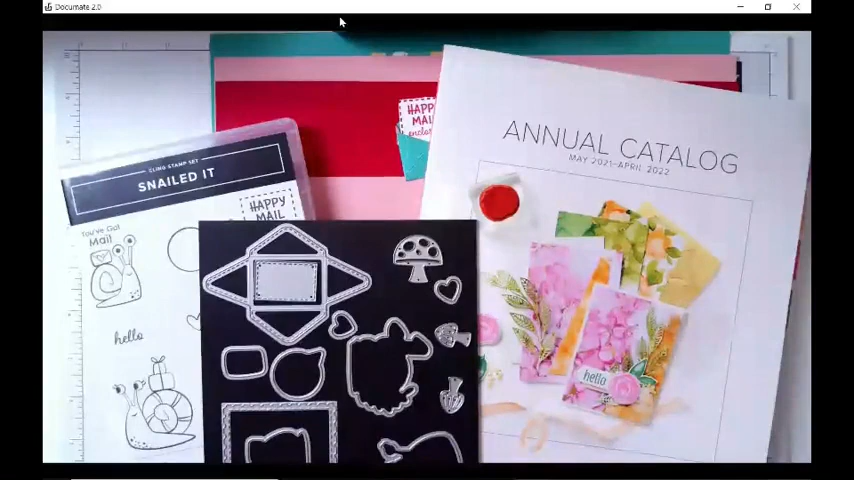 Documate 2.0
HAPPY
MAIL
enclosed
ANNUAL CATALOG
MAY 2021–APRIL 2022
CLING STAMP SET
SNAILED IT
HAPPY
MAIL
You've Got
Mail
hello
hello